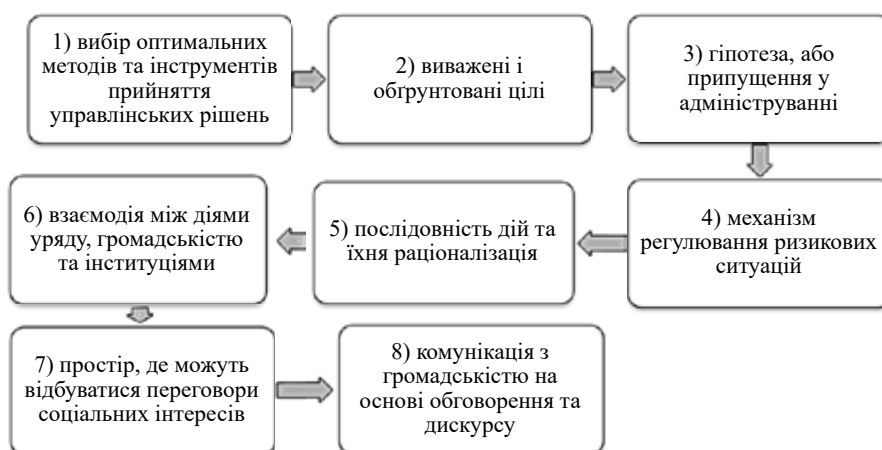 1) вибір оптимальних
методів та інструментів
прийняття
управлінських рішень
2) виважені і
обґрунтовані цілі
3) гіпотеза, або
припущення у
адмініструванні
4) механізм
регулювання ризикових
ситуацій
5) послідовність дій та
їхня раціоналізація
6) взаємодія між діями
уряду, громадськістю
та інституціями
7) простір, де можуть
відбуватися переговори
соціальних інтересів
8) комунікація з
громадськістю на
основі обговорення та
дискурсу